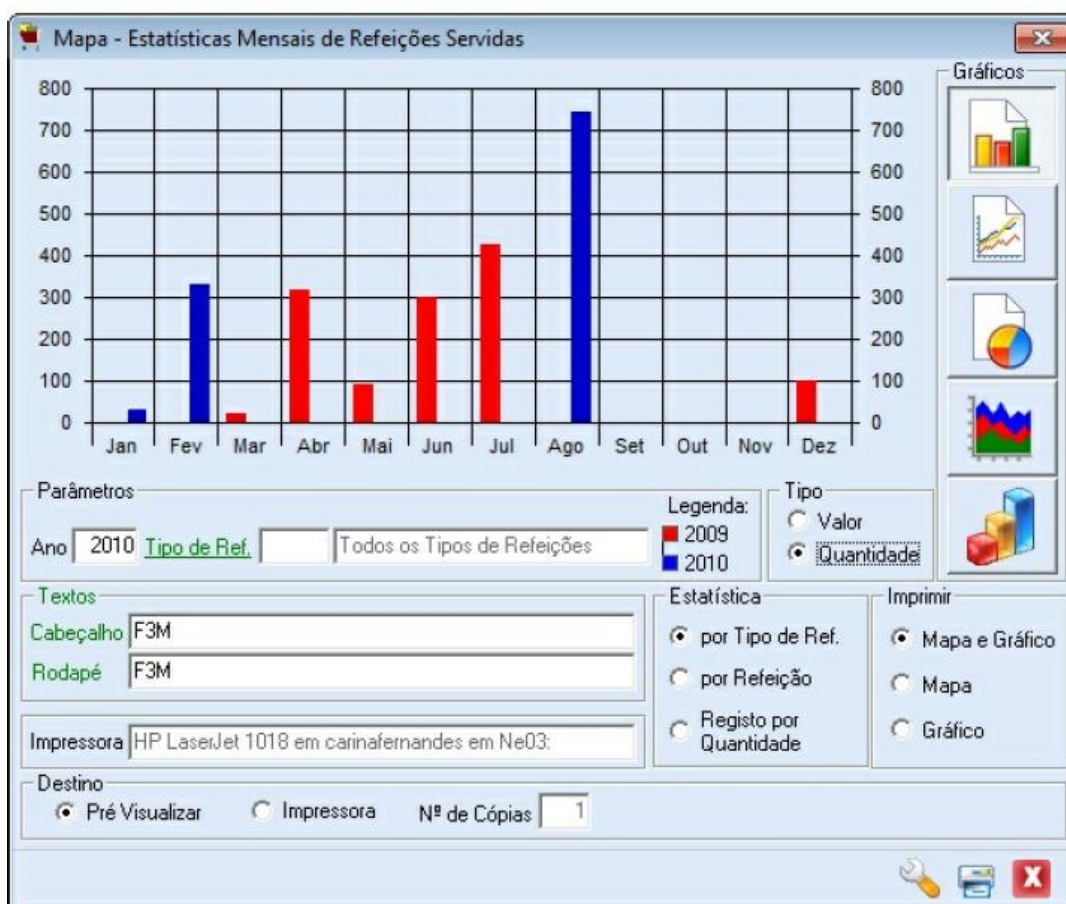 Mapa - Estatísticas Mensais de Refeições Servidas
Gráficos
800 800
700 700
600 600
500 500
400 400
300 300
200 200
100 100
0 0
Jan Fev Mar Abr Mai Jun Jul Ago Set Out Nov Dez
Parâmetros
Ano 2010 Tipo de Ref. Todos os Tipos de Refeições
Legenda:
2009
2010
Tipo
Valor
Quantidade
Textos
Cabeçalho F3M
Rodapé F3M
Impressora HP LaserJet 1018 em carinafernandes em Ne03:
Estatística
por Tipo de Ref.
por Refeição
Registo por
Quantidade
Imprimir
Mapa e Gráfico
Mapa
Gráfico
Destino
Pré Visualizar Impressora Nº de Cópias 1